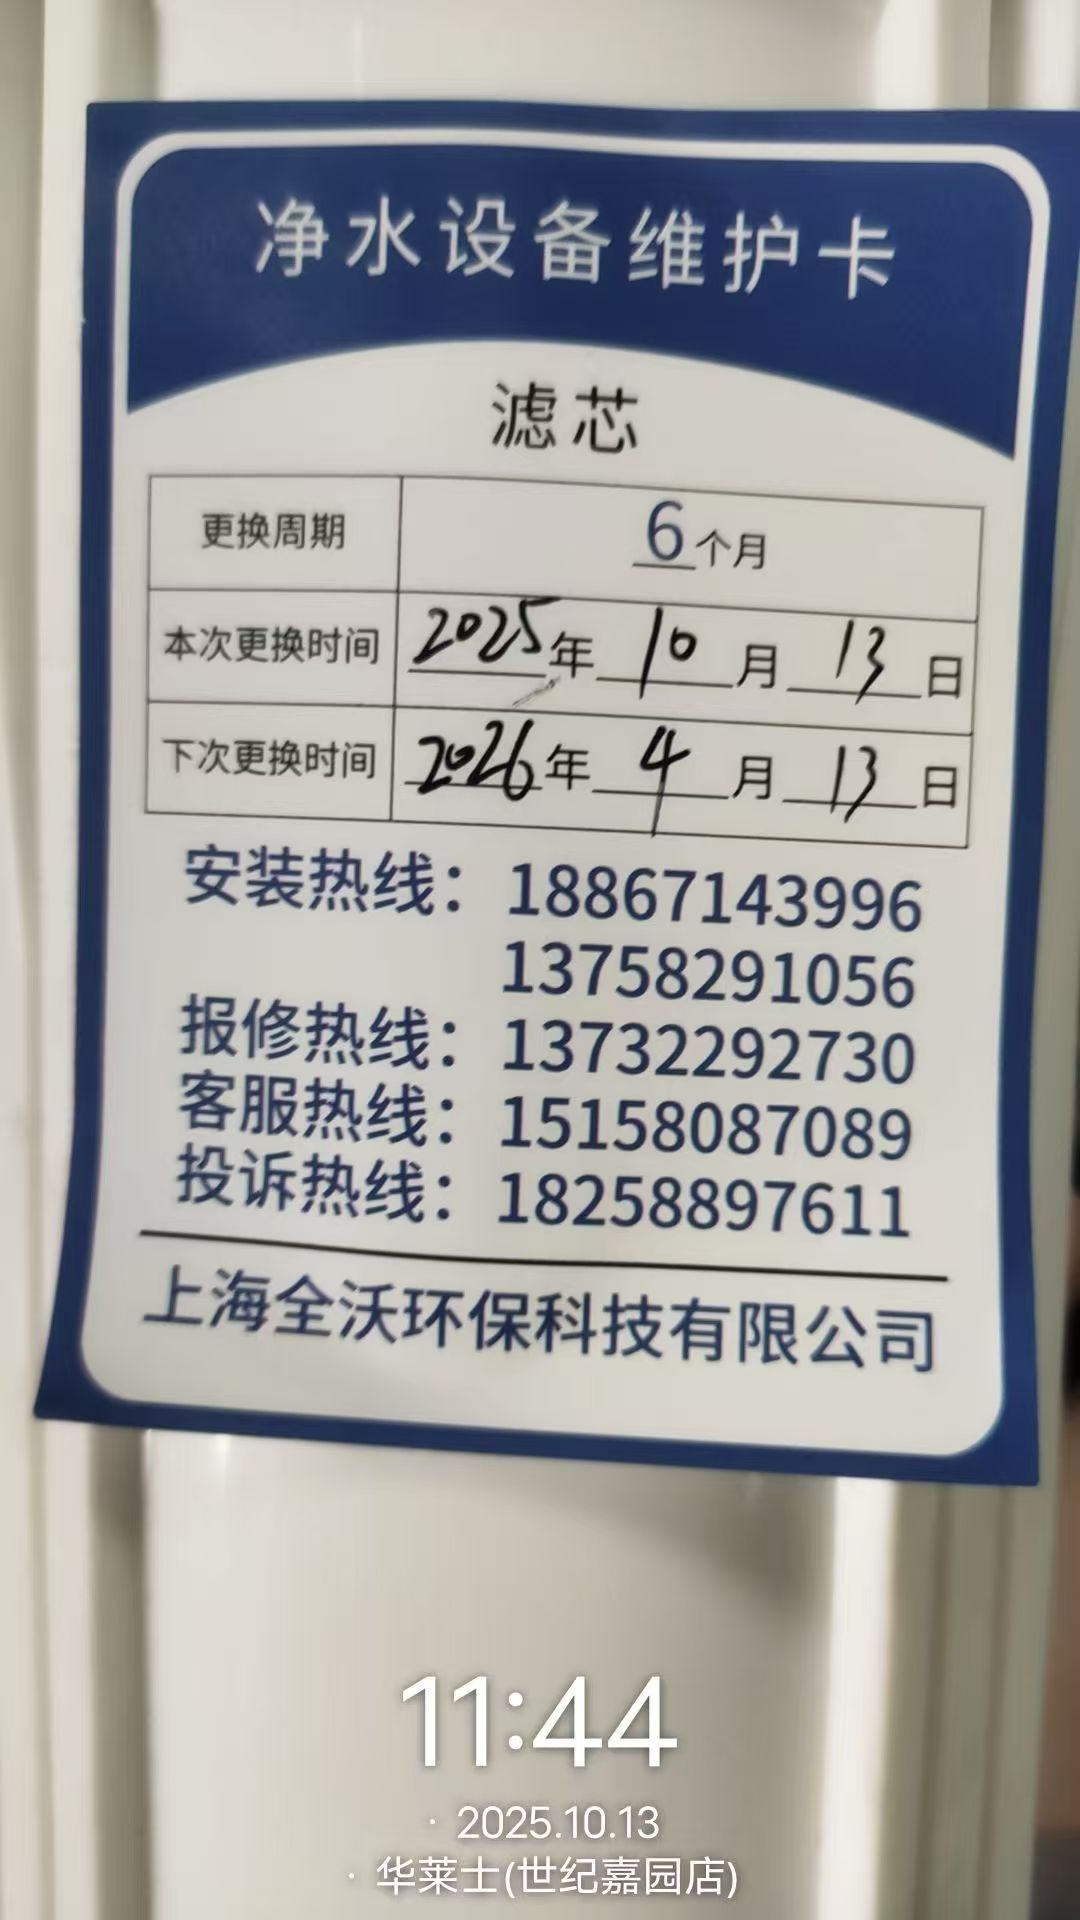 净水设备维护卡
滤芯
更换周期 6个月
本次更换时间 2025年10月13日
下次更换时间 2026年4月13日
安装热线：18867143996
13758291056
报修热线：13732292730
客服热线：15158087089
投诉热线：18258897611
上海全沃环保科技有限公司
11:44
· 2025.10.13
· 华莱士(世纪嘉园店)